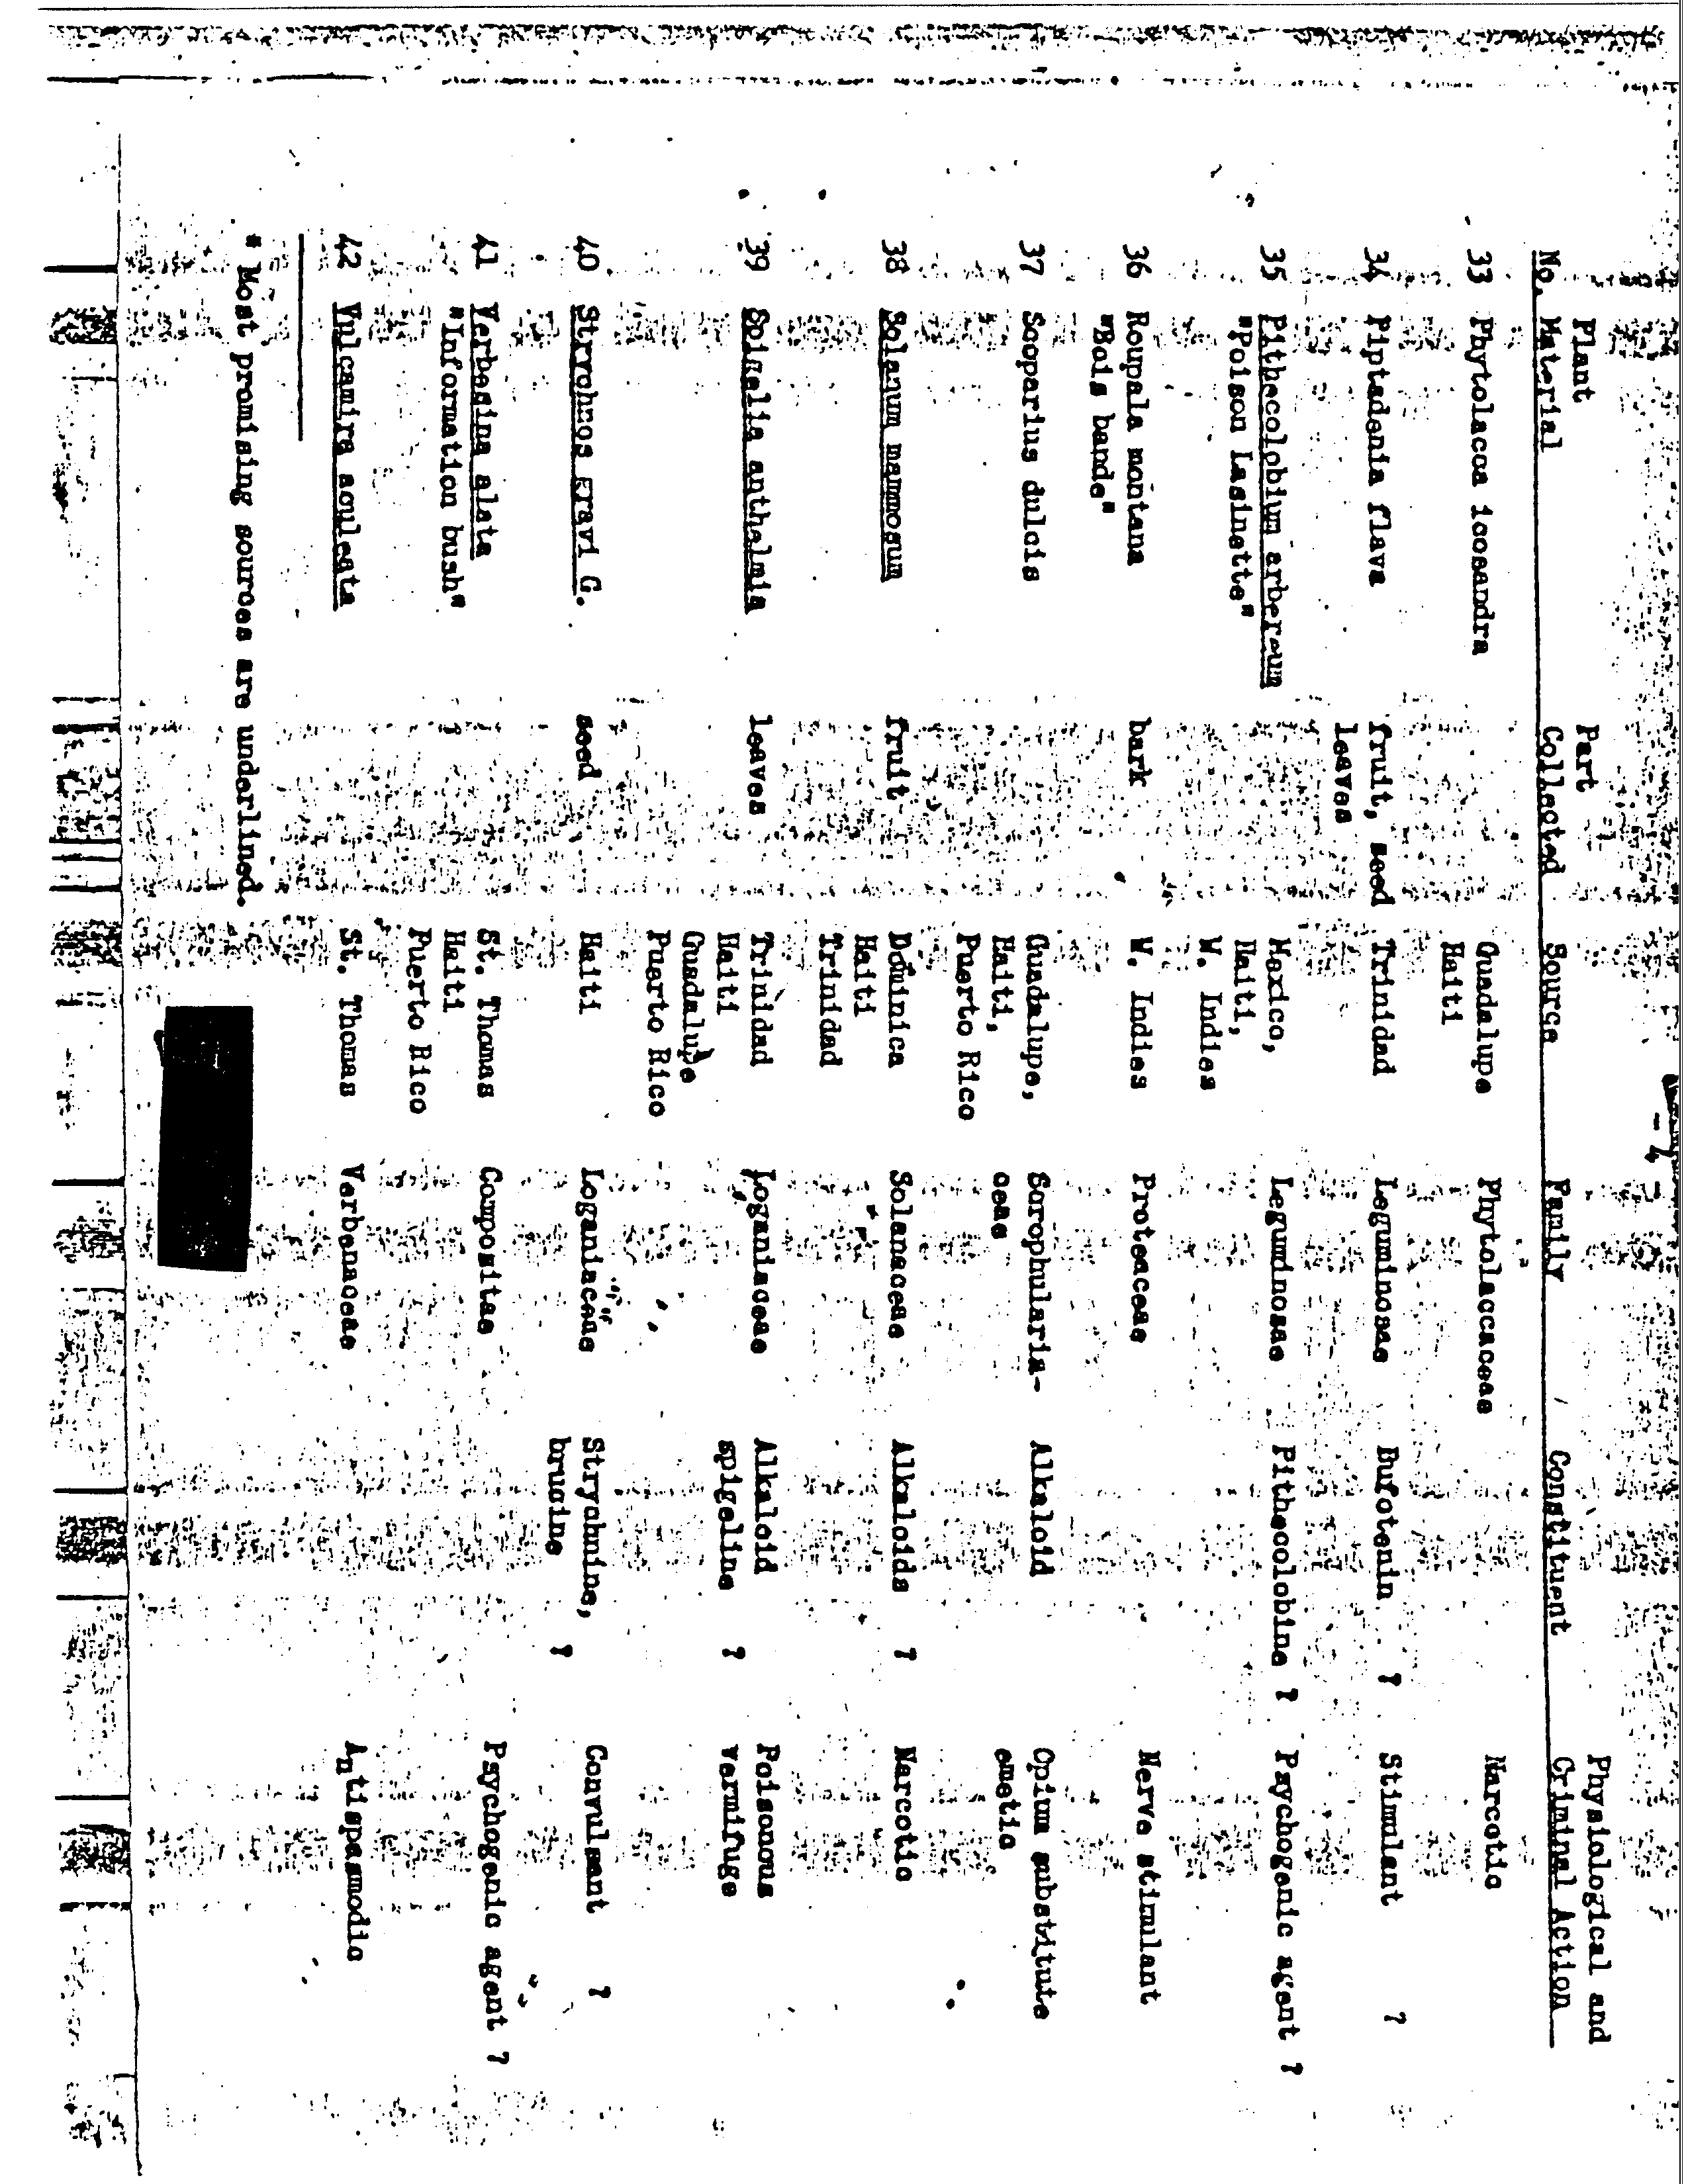 - 4 -
Plant Part Physiological and
No. Material Collected Source Family Constituent Criminal Action
33 Phytolacca icosandra Guadalupe Phytolaccaceae Narcotic
Haiti
34 Piptadenia flava fruit, seed Trinidad Leguminosae Bufotenin ? Stimulant ?
leaves
35 Pithecolobium arbereum Mexico, Leguminosae Pithecolobine ? Psychogenic agent ?
"Poison Lasinette" Haiti,
W. Indies
36 Roupala montana bark W. Indies Proteaceae Nerve stimulant
"Bois bande"
37 Scoparius dulcis Guadalupe, Scrophularia- Alkaloid Opium substitute
Haiti, ceae emetic
Puerto Rico
38 Solanum mammosum fruit Dominica Solanaceae Alkaloids ? Narcotic
Haiti
Trinidad
39 Spigelia anthelmia leaves Trinidad Loganiaceae Alkaloid Poisonous
Haiti spigeline ? vermifuge
Guadalupe
Puerto Rico
40 Strychnos gravi G. seed Haiti Loganiaceae Strychnine, Convulsant ?
brucine ?
41 Verbesina alata St. Thomas Compositae Psychogenic agent ?
"Information bush" Haiti
Puerto Rico
42 Vulcamira aculeata St. Thomas Verbenaceae Antispasmodic
* Most promising sources are underlined.